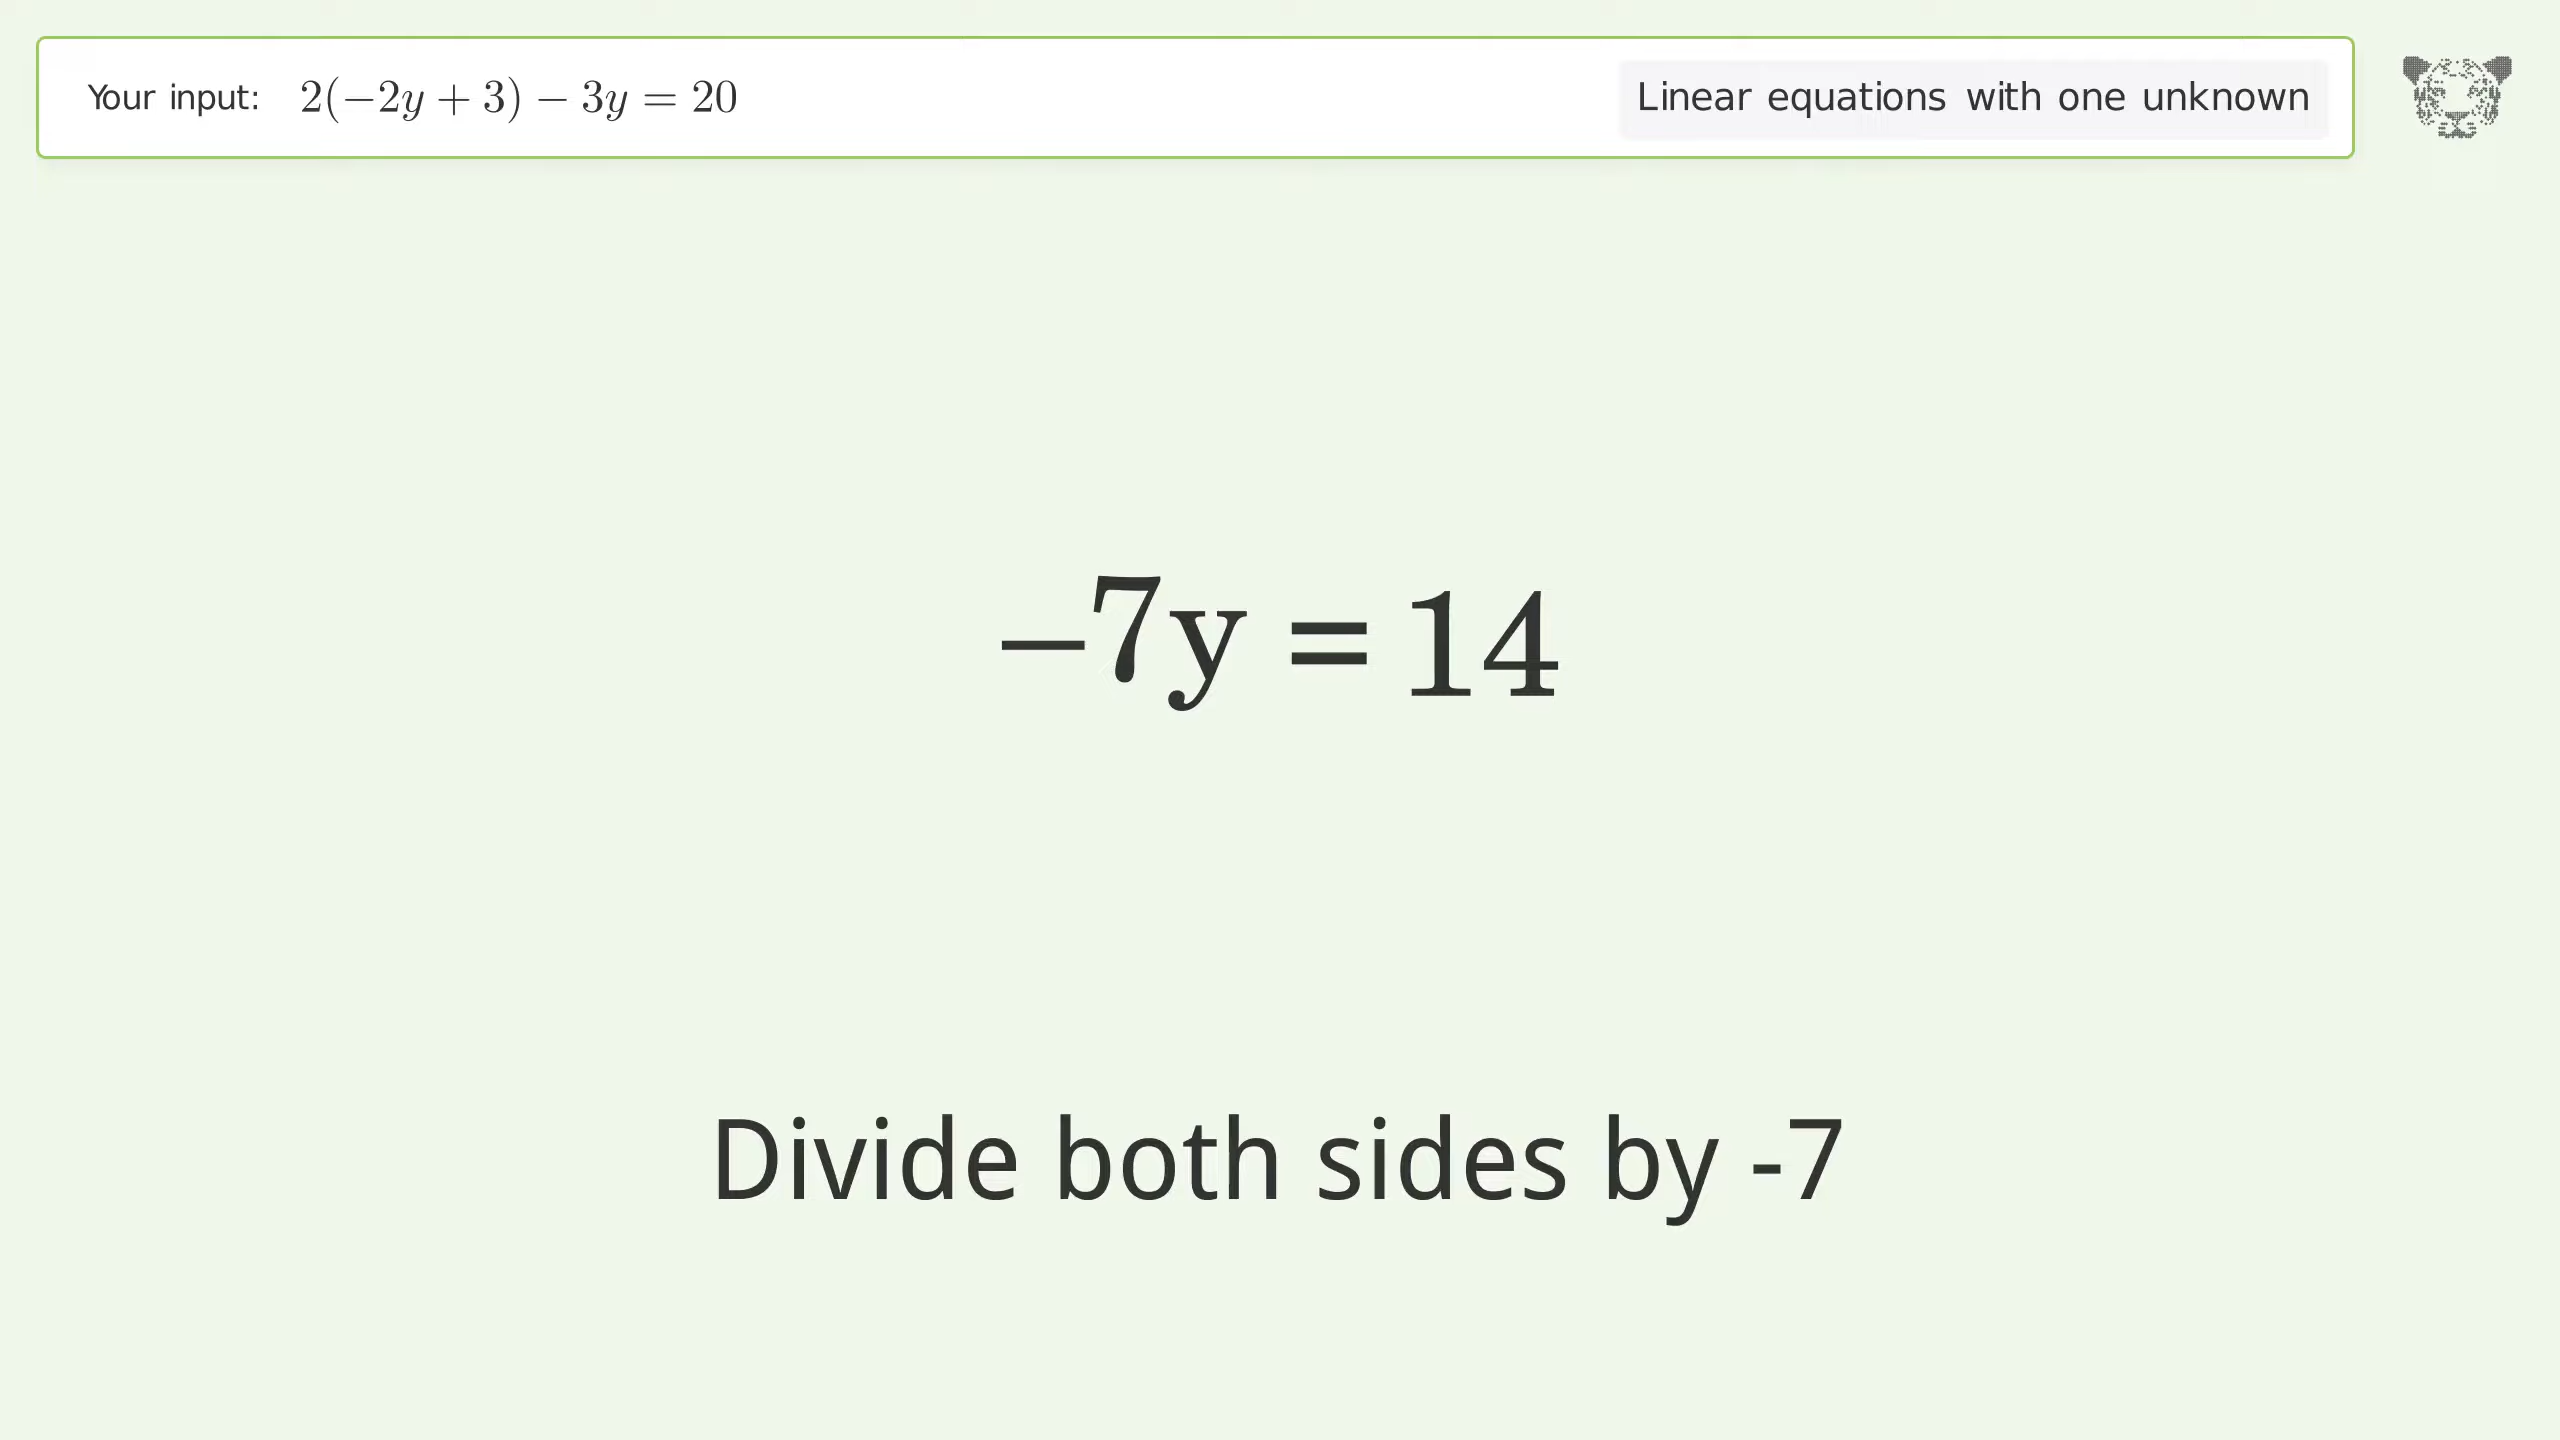 Your input: 2(−2y + 3) − 3y = 20
Linear equations with one unknown
−7y = 14
Divide both sides by -7